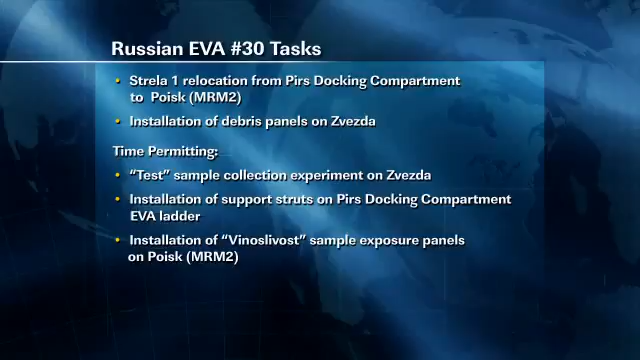 Russian EVA #30 Tasks
• Strela 1 relocation from Pirs Docking Compartment
to Poisk (MRM2)
• Installation of debris panels on Zvezda
Time Permitting:
• “Test” sample collection experiment on Zvezda
• Installation of support struts on Pirs Docking Compartment
EVA ladder
• Installation of “Vinoslivost” sample exposure panels
on Poisk (MRM2)